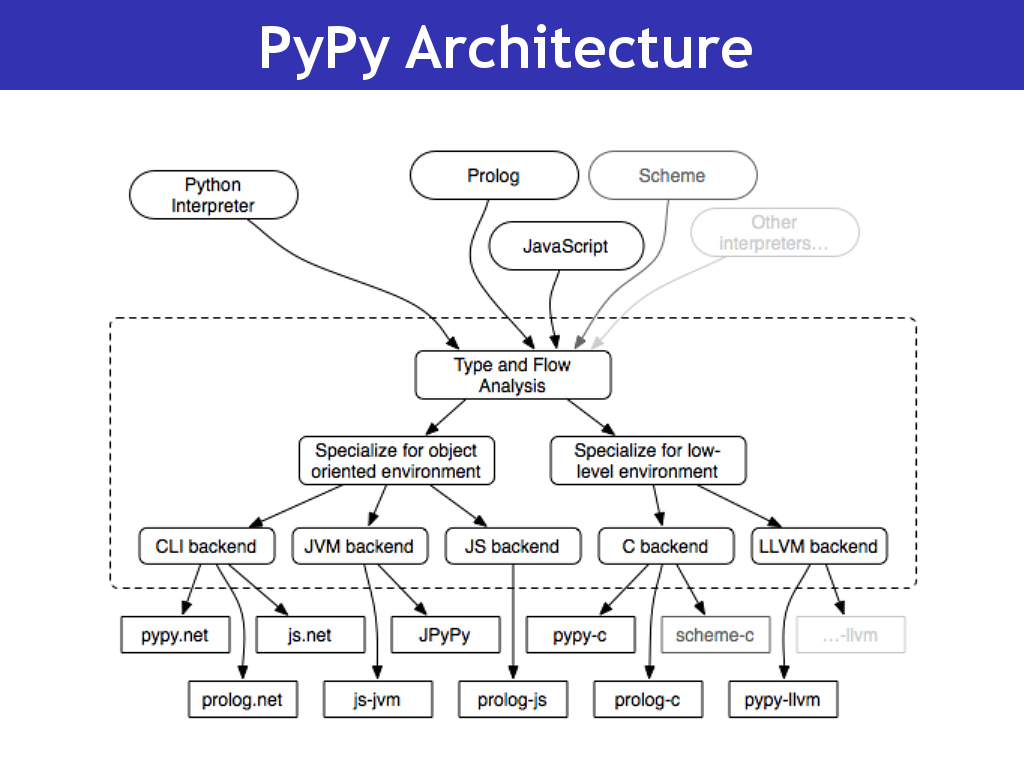 PyPy Architecture
Python
Interpreter
Prolog
Scheme
JavaScript
Other
interpreters...
Type and Flow
Analysis
Specialize for object
oriented environment
Specialize for low-
level environment
CLI backend
JVM backend
JS backend
C backend
LLVM backend
pypy.net
js.net
JPyPy
pypy-c
scheme-c
...-llvm
prolog.net
js-jvm
prolog-js
prolog-c
pypy-llvm